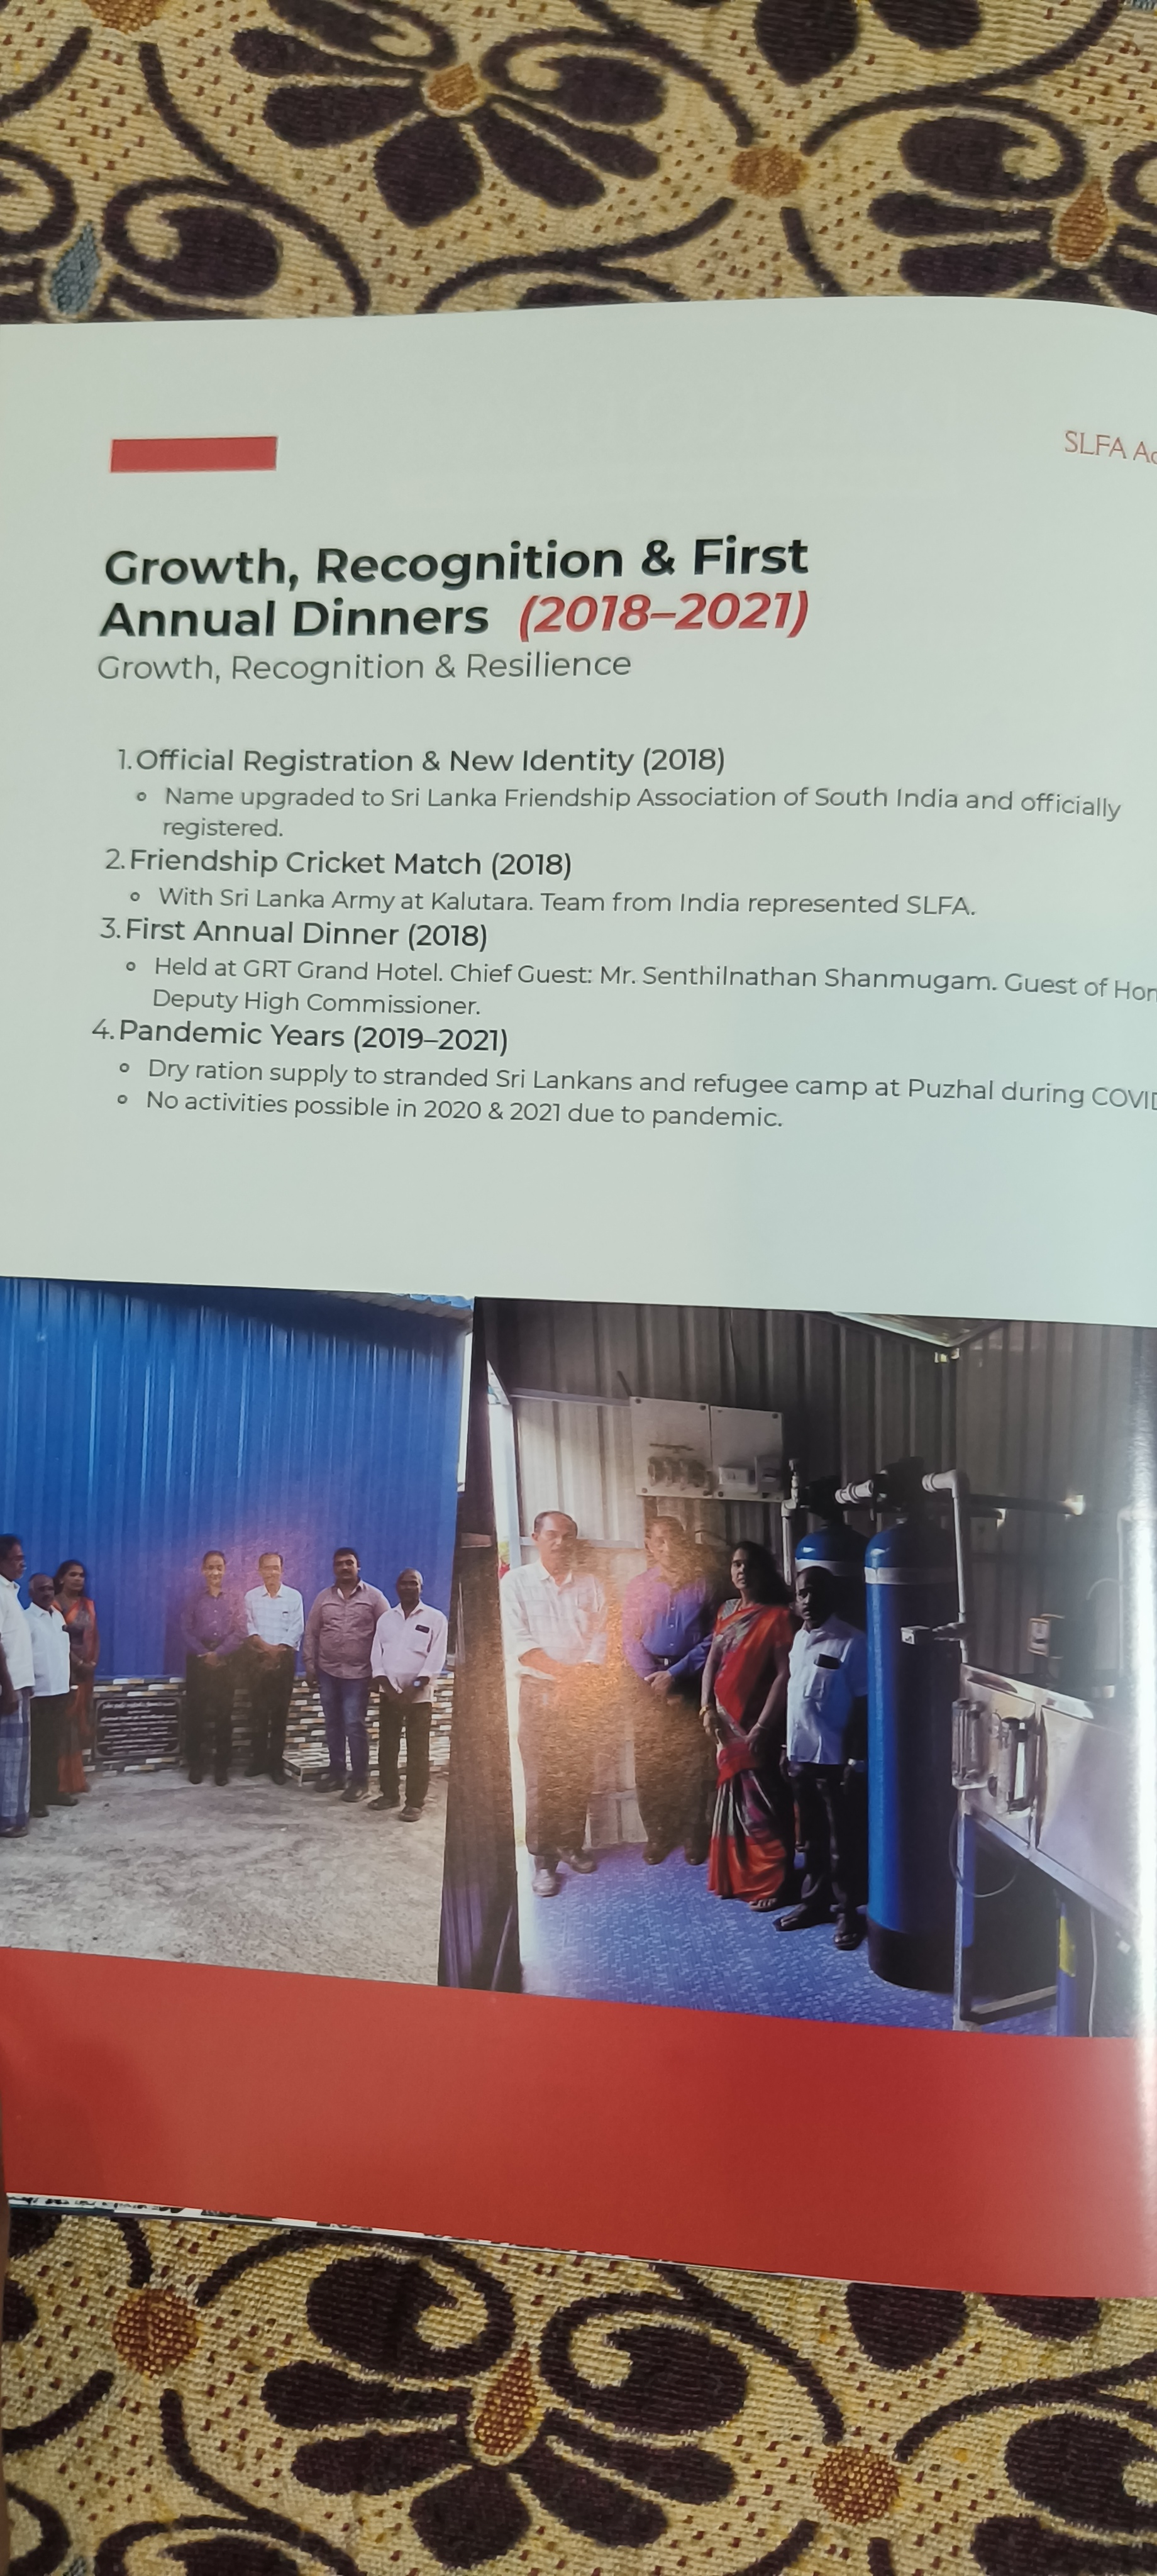 SLFA
Growth, Recognition & First
Annual Dinners (2018–2021)
Growth, Recognition & Resilience
1. Official Registration & New Identity (2018)
Name upgraded to Sri Lanka Friendship Association of South India and officially
registered.
2. Friendship Cricket Match (2018)
With Sri Lanka Army at Kalutara. Team from India represented SLFA.
3. First Annual Dinner (2018)
Held at GRT Grand Hotel. Chief Guest: Mr. Senthilnathan Shanmugam. Guest of
Deputy High Commissioner.
4. Pandemic Years (2019–2021)
Dry ration supply to stranded Sri Lankans and refugee camp at Puzhal during
No activities possible in 2020 & 2021 due to pandemic.